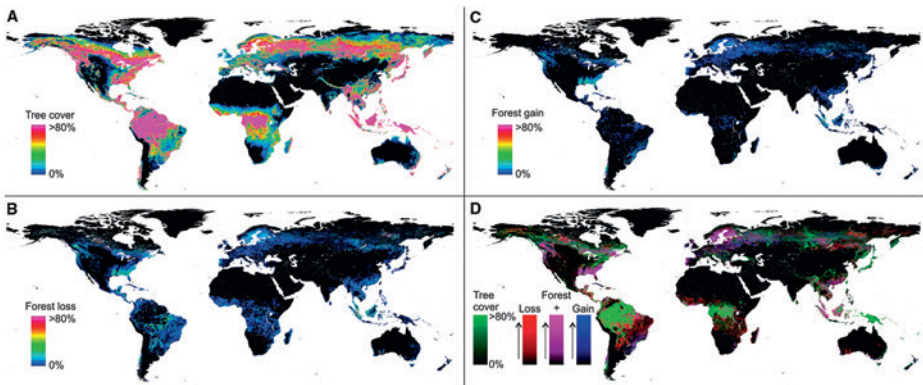 A
Tree cover
>80%
0%
B
Forest loss
>80%
0%
C
Forest gain
>80%
0%
D
Tree
cover
>80%
0%
Forest
Loss + Gain